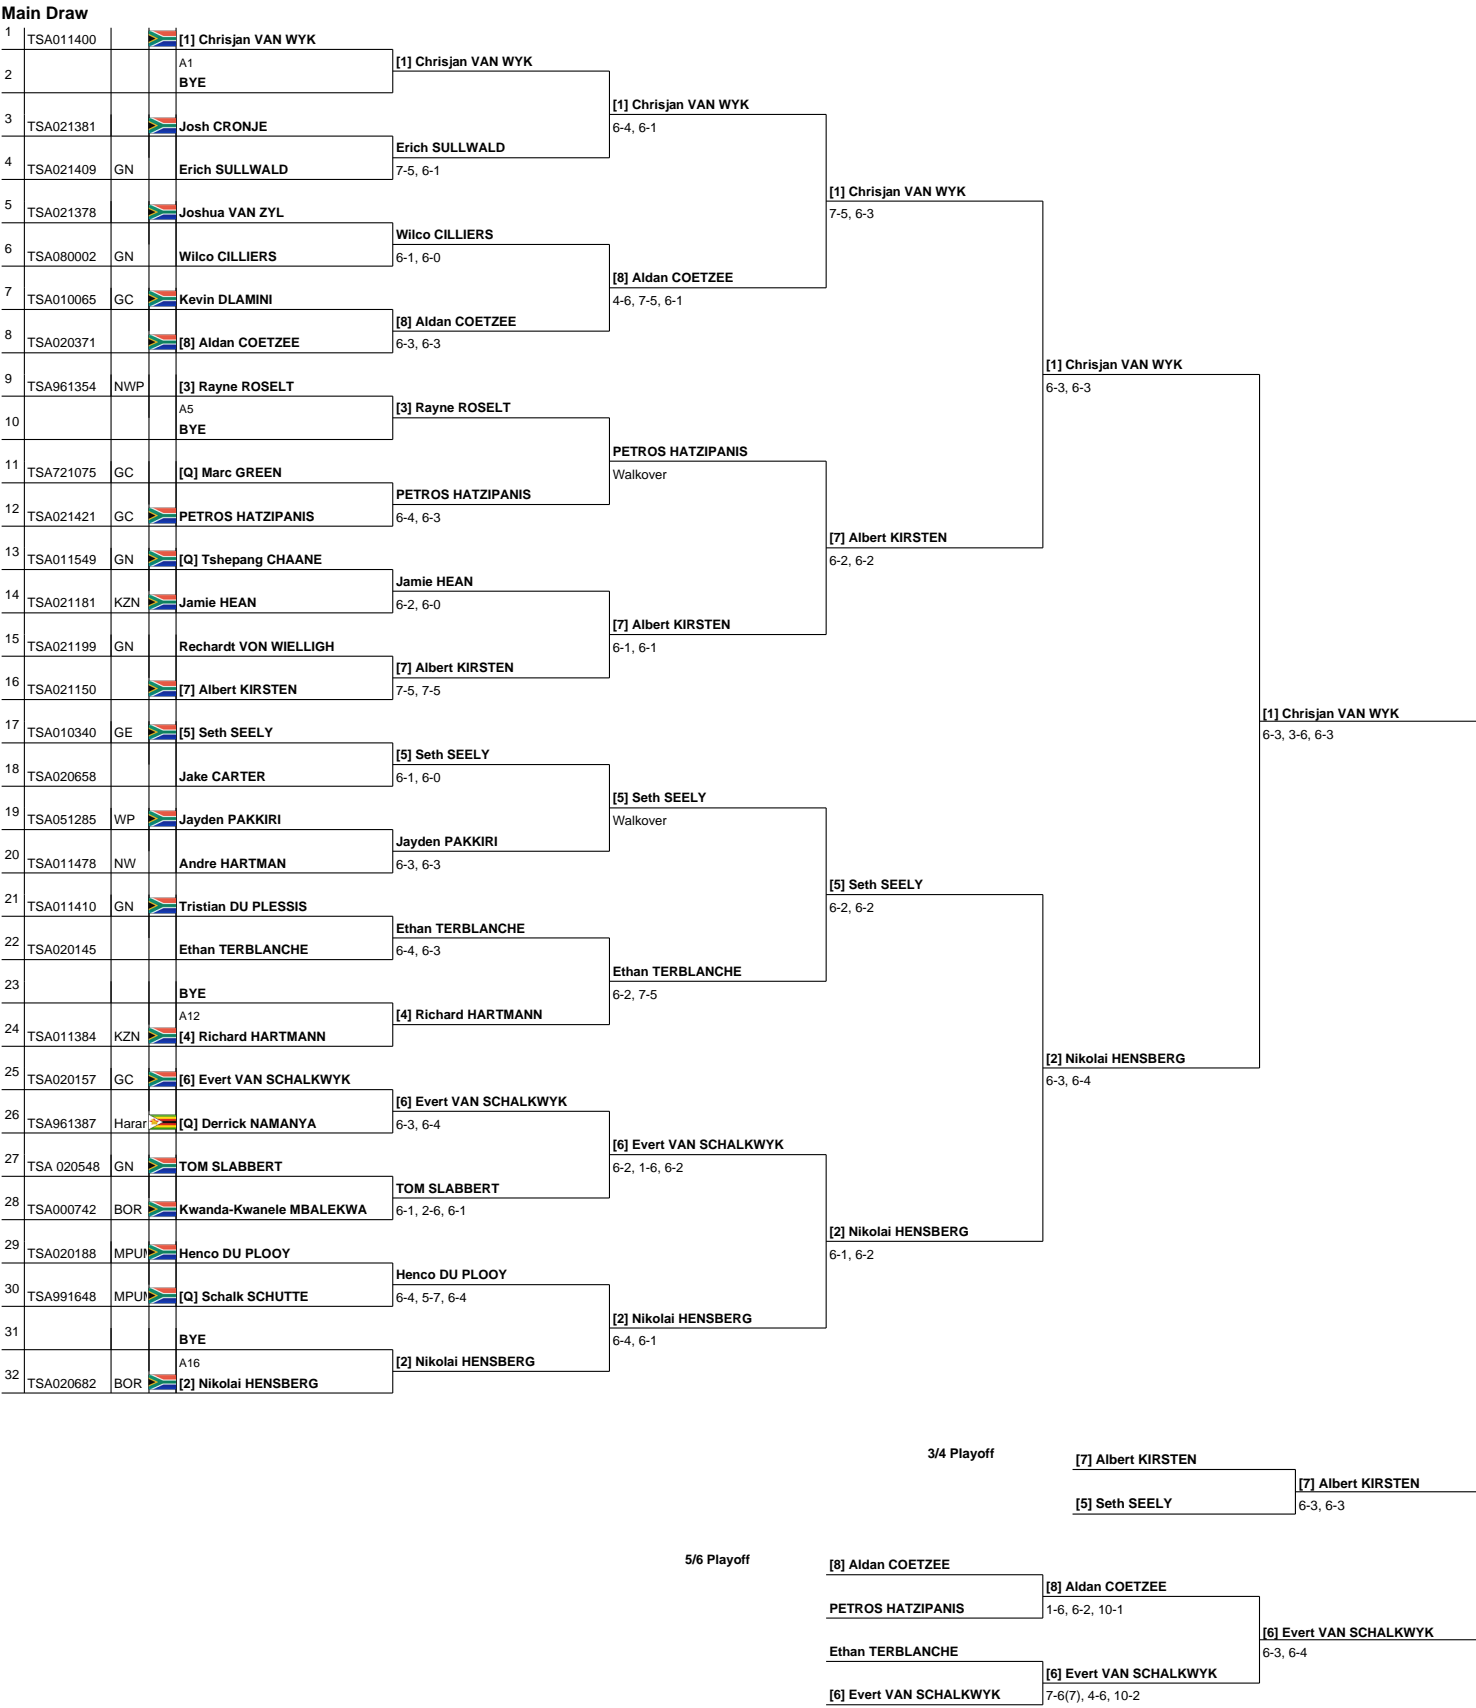 Main Draw
1 TSA011400 [1] Chrisjan VAN WYK
A1
2 BYE
[1] Chrisjan VAN WYK
3 TSA021381 Josh CRONJE
4 TSA021409 GN Erich SULLWALD
Erich SULLWALD
7-5, 6-1
[1] Chrisjan VAN WYK
6-4, 6-1
5 TSA021378 Joshua VAN ZYL
6 TSA080002 GN Wilco CILLIERS
Wilco CILLIERS
6-1, 6-0
7 TSA010065 GC Kevin DLAMINI
8 TSA020371 [8] Aldan COETZEE
[8] Aldan COETZEE
6-3, 6-3
[8] Aldan COETZEE
4-6, 7-5, 6-1
[1] Chrisjan VAN WYK
7-5, 6-3
9 TSA961354 NWP [3] Rayne ROSELT
A5
10 BYE
[3] Rayne ROSELT
11 TSA721075 GC [Q] Marc GREEN
12 TSA021421 GC PETROS HATZIPANIS
PETROS HATZIPANIS
6-4, 6-3
PETROS HATZIPANIS
Walkover
13 TSA011549 GN [Q] Tshepang CHAANE
14 TSA021181 KZN Jamie HEAN
Jamie HEAN
6-2, 6-0
15 TSA021199 GN Rechardt VON WIELLIGH
16 TSA021150 [7] Albert KIRSTEN
[7] Albert KIRSTEN
7-5, 7-5
[7] Albert KIRSTEN
6-1, 6-1
[7] Albert KIRSTEN
6-2, 6-2
[1] Chrisjan VAN WYK
6-3, 6-3
17 TSA010340 GE [5] Seth SEELY
18 TSA020658 Jake CARTER
[5] Seth SEELY
6-1, 6-0
19 TSA051285 WP Jayden PAKKIRI
20 TSA011478 NW Andre HARTMAN
Jayden PAKKIRI
6-3, 6-3
[5] Seth SEELY
Walkover
21 TSA011410 GN Tristian DU PLESSIS
22 TSA020145 Ethan TERBLANCHE
Ethan TERBLANCHE
6-4, 6-3
23 BYE
A12
24 TSA011384 KZN [4] Richard HARTMANN
[4] Richard HARTMANN
Ethan TERBLANCHE
6-2, 7-5
[5] Seth SEELY
6-2, 6-2
25 TSA020157 GC [6] Evert VAN SCHALKWYK
26 TSA961387 Harar [Q] Derrick NAMANYA
[6] Evert VAN SCHALKWYK
6-3, 6-4
27 TSA 020548 GN TOM SLABBERT
28 TSA000742 BOR Kwanda-Kwanele MBALEKWA
TOM SLABBERT
6-1, 2-6, 6-1
[6] Evert VAN SCHALKWYK
6-2, 1-6, 6-2
29 TSA020188 MPUM Henco DU PLOOY
30 TSA991648 MPUM [Q] Schalk SCHUTTE
Henco DU PLOOY
6-4, 5-7, 6-4
31 BYE
A16
32 TSA020682 BOR [2] Nikolai HENSBERG
[2] Nikolai HENSBERG
[2] Nikolai HENSBERG
6-4, 6-1
[2] Nikolai HENSBERG
6-1, 6-2
[2] Nikolai HENSBERG
6-3, 6-4
[1] Chrisjan VAN WYK
6-3, 3-6, 6-3
3/4 Playoff
[7] Albert KIRSTEN
[5] Seth SEELY
[7] Albert KIRSTEN
6-3, 6-3
5/6 Playoff
[8] Aldan COETZEE
PETROS HATZIPANIS
[8] Aldan COETZEE
1-6, 6-2, 10-1
Ethan TERBLANCHE
[6] Evert VAN SCHALKWYK
[6] Evert VAN SCHALKWYK
7-6(7), 4-6, 10-2
[6] Evert VAN SCHALKWYK
6-3, 6-4